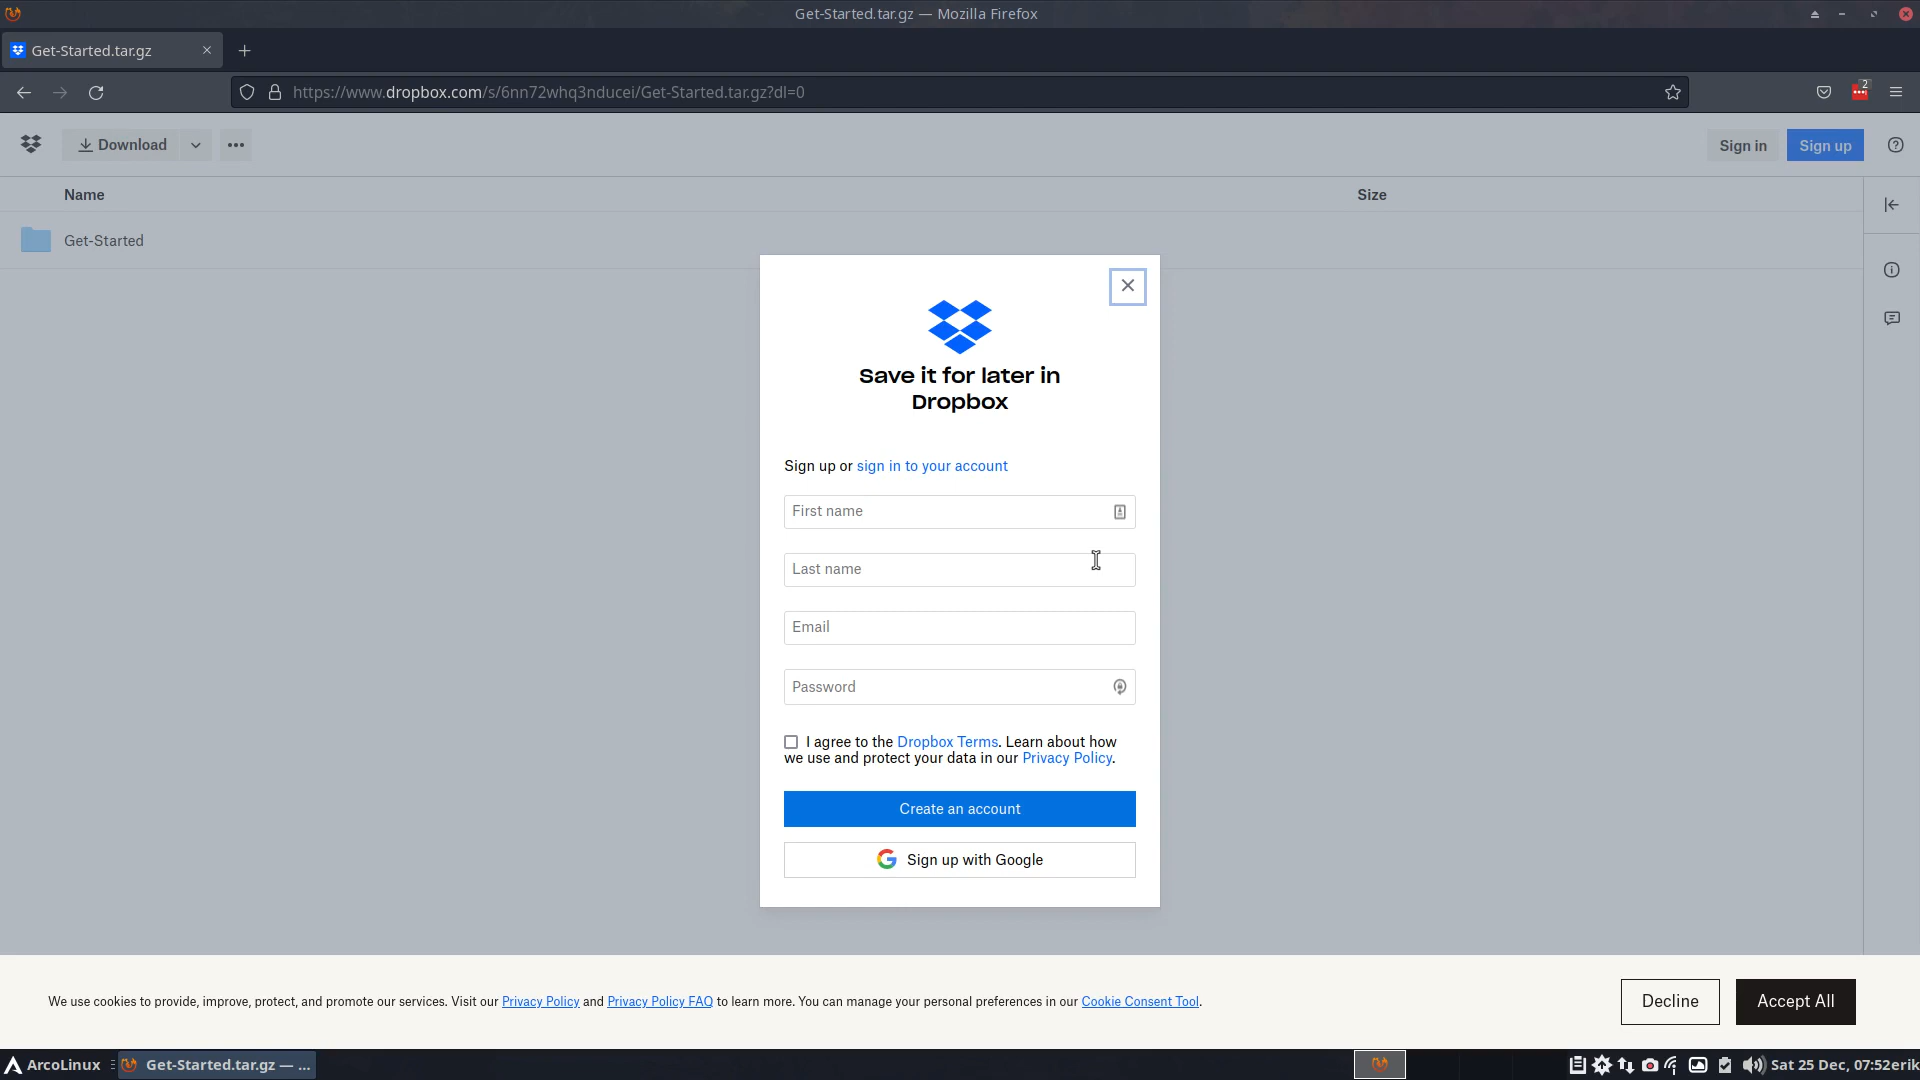 Get-Started.tar.gz — Mozilla Firefox
Get-Started.tar.gz
https://www.dropbox.com/s/6nn72whq3nducei/Get-Started.tar.gz?dl=0
2
Download
Sign in
Sign up
Name
Size
Get-Started
Save it for later in
Dropbox
Sign up or sign in to your account
First name
Last name
Email
Password
I agree to the Dropbox Terms. Learn about how
we use and protect your data in our Privacy Policy.
Create an account
Sign up with Google
We use cookies to provide, improve, protect, and promote our services. Visit our Privacy Policy and Privacy Policy FAQ to learn more. You can manage your personal preferences in our Cookie Consent Tool.
Decline
Accept All
ArcoLinux
Get-Started.tar.gz — ...
Sat 25 Dec, 07:52erik